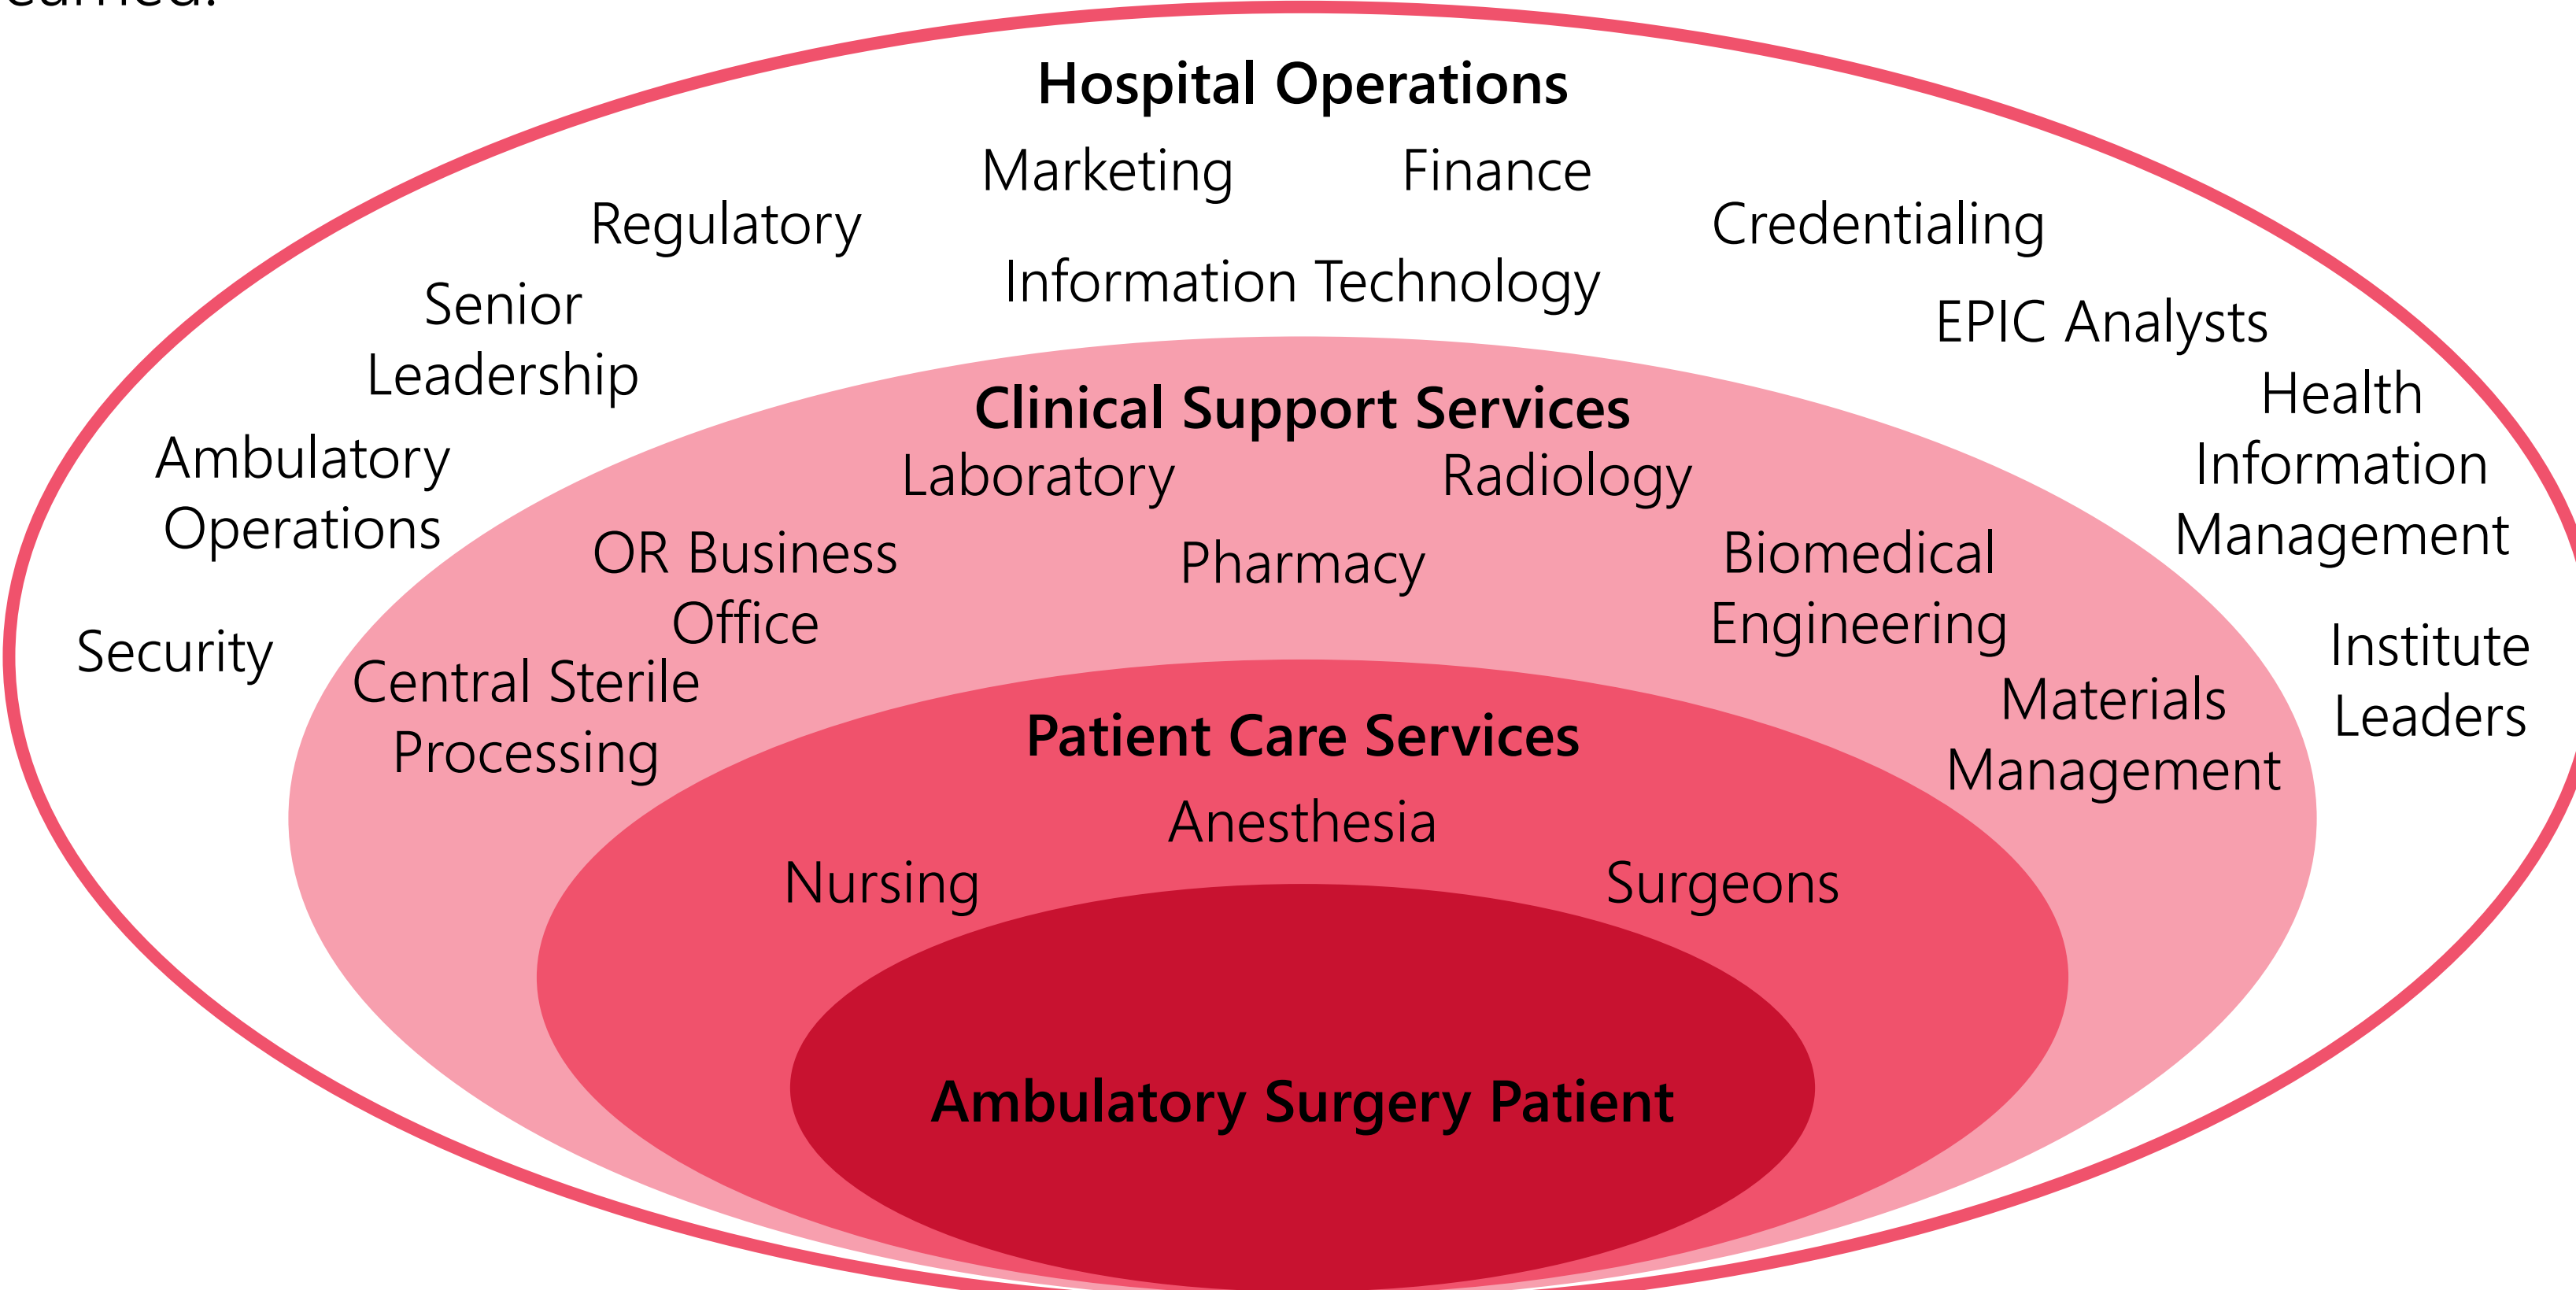 Hospital Operations
Marketing
Finance
Regulatory
Credentialing
Information Technology
Senior
Leadership
EPIC Analysts
Health
Information
Management
Ambulatory
Operations
Security
Institute
Leaders
Clinical Support Services
Laboratory
Radiology
OR Business
Office
Pharmacy
Biomedical
Engineering
Central Sterile
Processing
Materials
Management
Patient Care Services
Anesthesia
Nursing
Surgeons
Ambulatory Surgery Patient